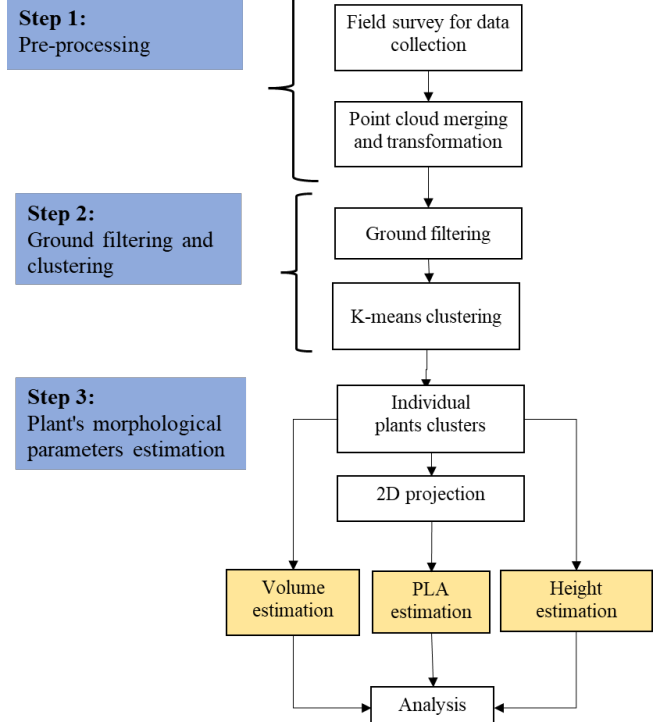 Step 1:
Pre-processing
Field survey for data
collection
Point cloud merging
and transformation
Step 2:
Ground filtering and
clustering
Ground filtering
K-means clustering
Step 3:
Plant's morphological
parameters estimation
Individual
plants clusters
2D projection
Volume
estimation
PLA
estimation
Height
estimation
Analysis